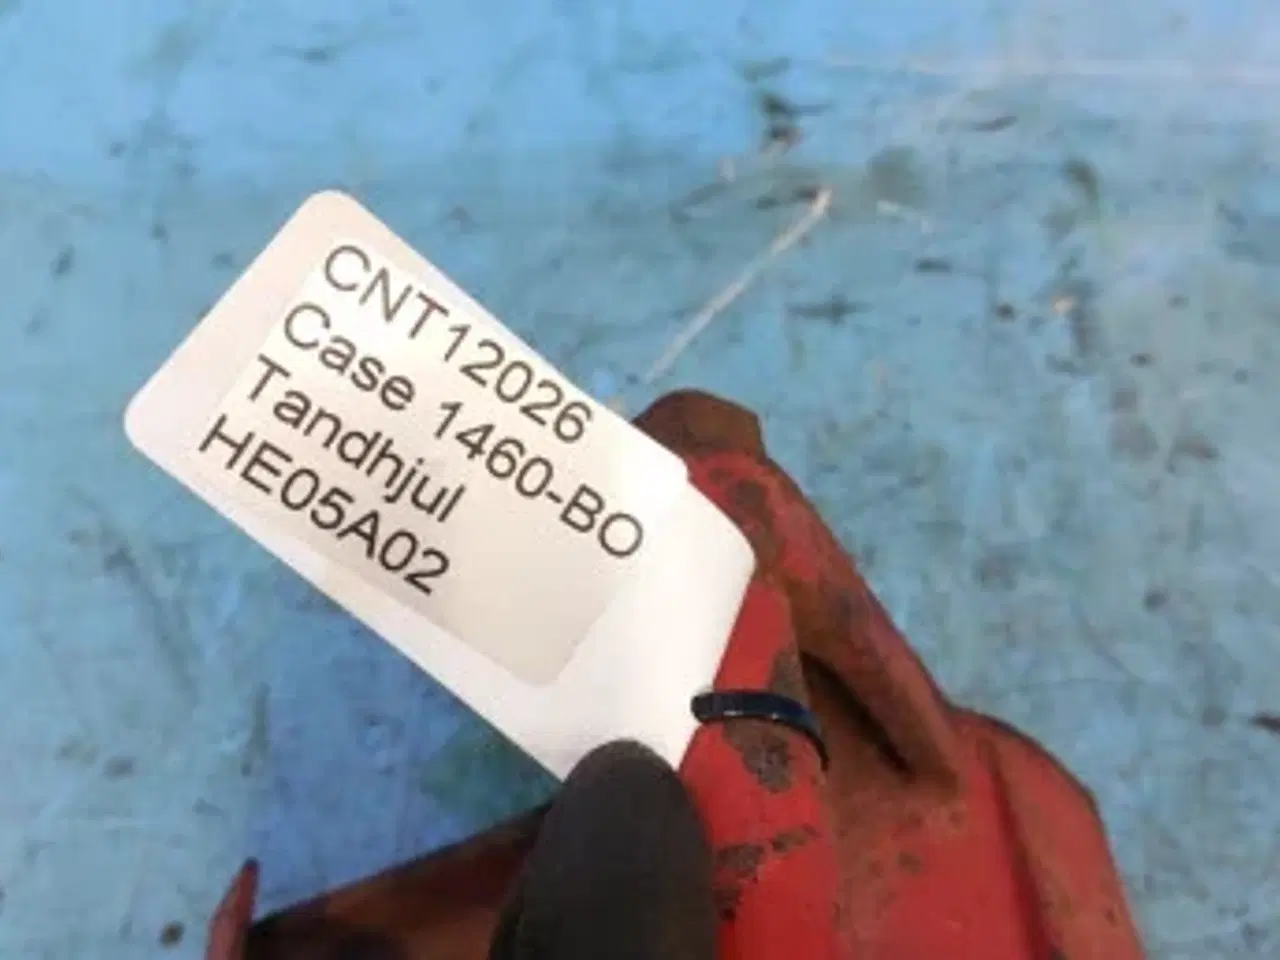 CNT12026
Case 1460-BO
Tandhjul
HE05A02